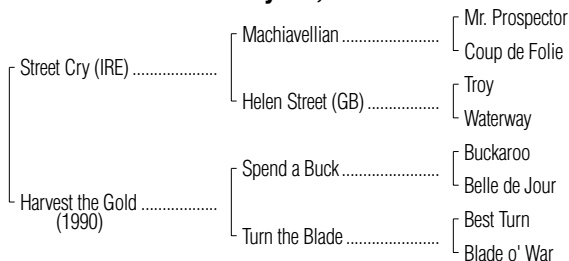 Mr. Prospector
Machiavellian
Coup de Folie
Street Cry (IRE)
Troy
Helen Street (GB)
Waterway
Buckaroo
Spend a Buck
Belle de Jour
Harvest the Gold
(1990)
Best Turn
Turn the Blade
Blade o' War